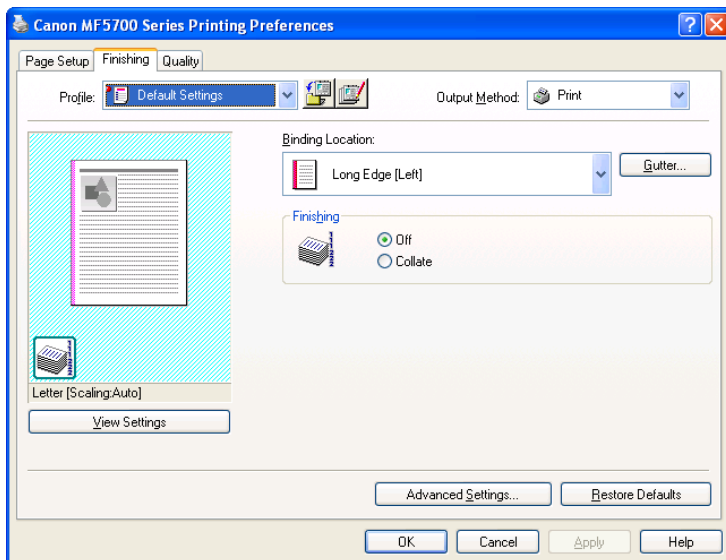 Canon MF5700 Series Printing Preferences
Page Setup Finishing Quality
Profile: Default Settings Output Method: Print
Binding Location:
Long Edge [Left] Gutter...
Finishing
Off
Collate
Letter [Scaling:Auto]
View Settings
Advanced Settings... Restore Defaults
OK Cancel Apply Help